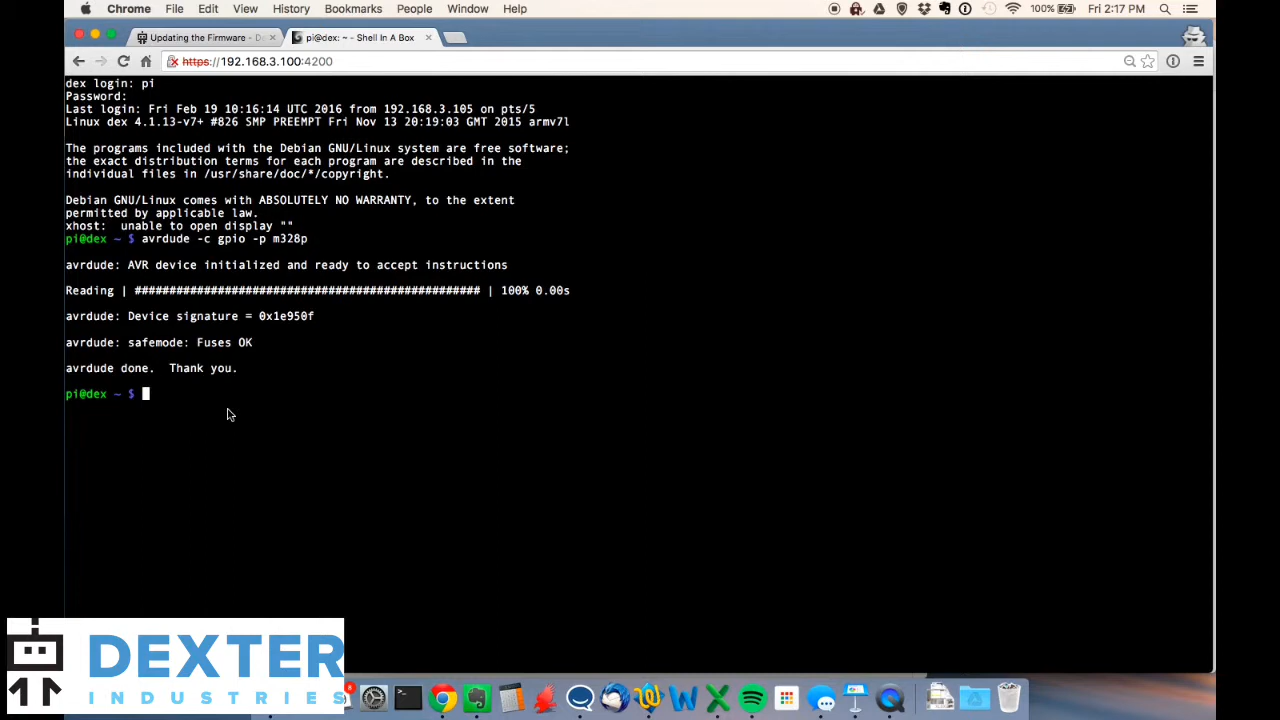 Chrome File Edit View History Bookmarks People Window Help 100% Fri 2:17 PM
Updating the Firmware - De pi@dex: ~ - Shell In A Box
https://192.168.3.100:4200
dex login: pi
Password:
Last login: Fri Feb 19 10:16:14 UTC 2016 from 192.168.3.105 on pts/5
Linux dex 4.1.13-v7+ #826 SMP PREEMPT Fri Nov 13 20:19:03 GMT 2015 armv7l
The programs included with the Debian GNU/Linux system are free software;
the exact distribution terms for each program are described in the
individual files in /usr/share/doc/*/copyright.
Debian GNU/Linux comes with ABSOLUTELY NO WARRANTY, to the extent
permitted by applicable law.
xhost:  unable to open display ""
pi@dex ~ $ avrdude -c gpio -p m328p
avrdude: AVR device initialized and ready to accept instructions
Reading | ################################################## | 100% 0.00s
avrdude: Device signature = 0x1e950f
avrdude: safemode: Fuses OK
avrdude done.  Thank you.
pi@dex ~ $
DEXTER
INDUSTRIES
8